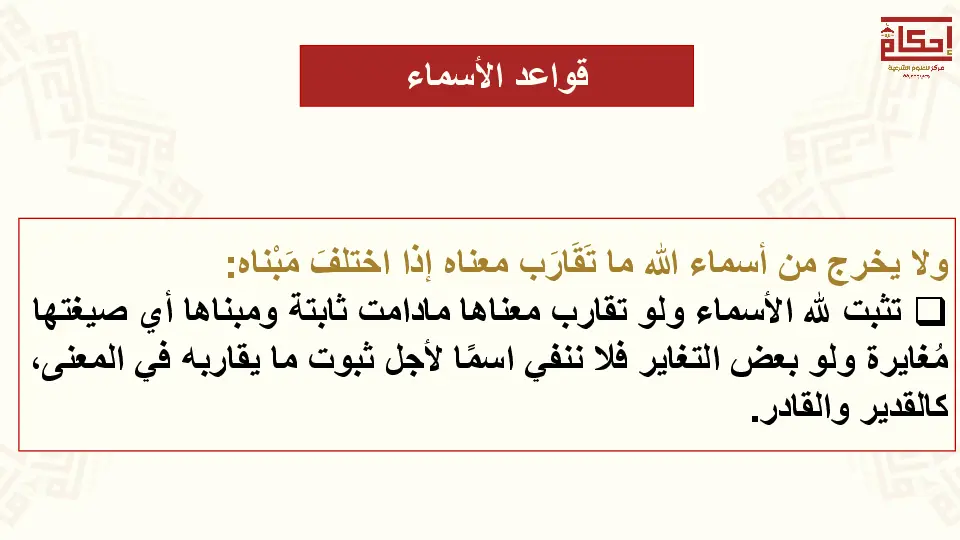 إحكام
مركز للعلوم الشرعية
قواعد الأسماء
ولا يخرج من أسماء الله ما تَقَارَب معناه إذا اختلفَ مَبْناه:
❑ تثبت لله الأسماء ولو تقارب معناها مادامت ثابتة ومبناها أي صيغتها
مُغايرة ولو بعض التغاير فلا ننفي اسمًا لأجل ثبوت ما يقاربه في المعنى،
كالقدير والقادر.